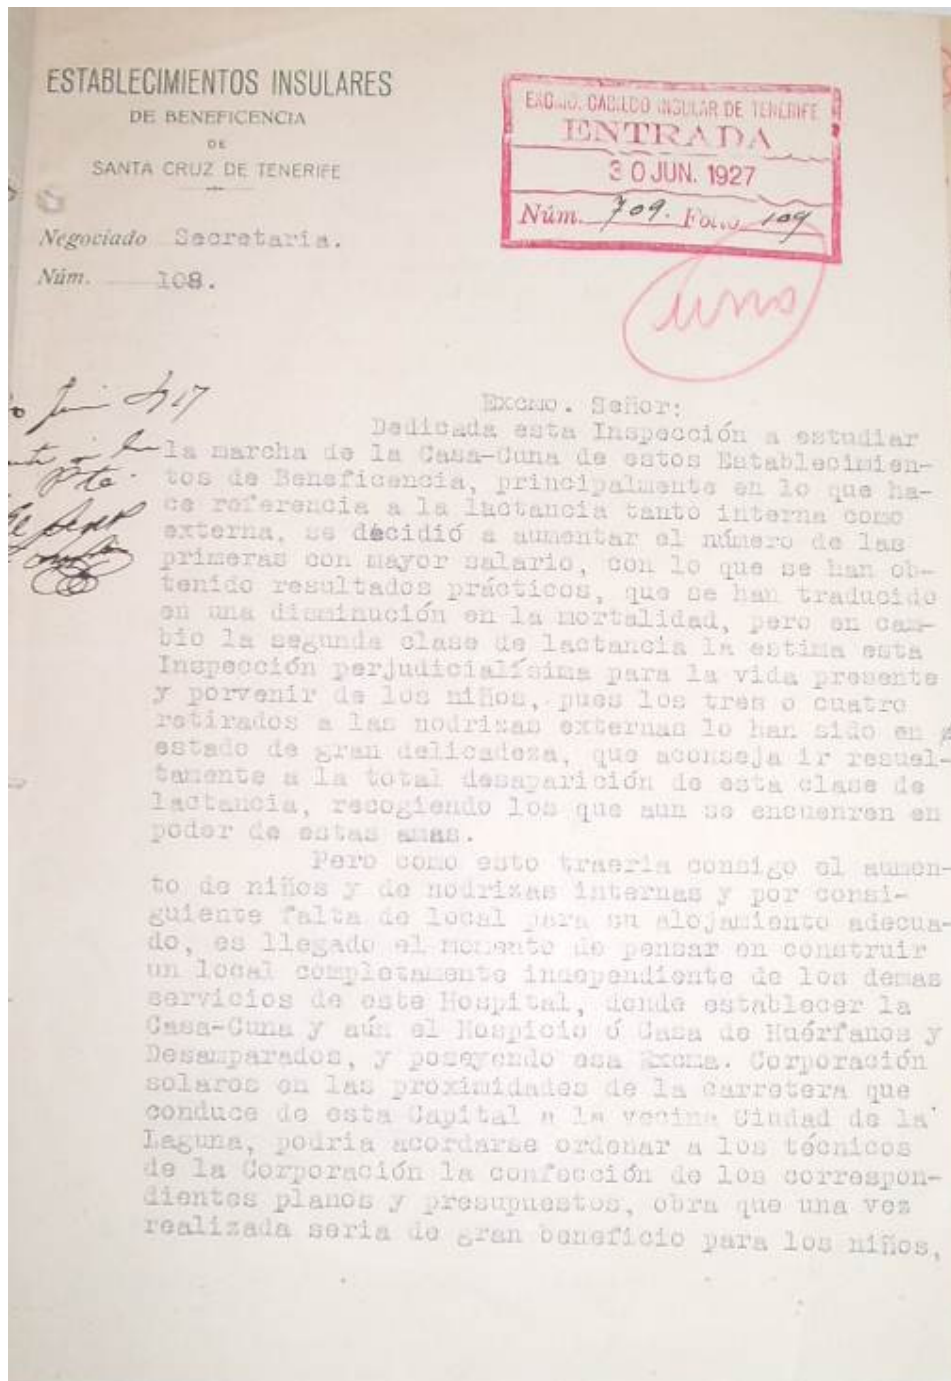 ESTABLECIMIENTOS INSULARES
DE BENEFICENCIA
DE
SANTA CRUZ DE TENERIFE
Negociado Secretaria.
Núm. 108.
EXCMO. CABILDO INSULAR DE TENERIFE
ENTRADA
30 JUN. 1927
Núm. 709. Folio 109
Excmo. Señor:
Dedicada esta Inspección a estudiar
la marcha de la Casa-Cuna de estos Establecimien-
tos de Beneficencia, principalmente en lo que ha-
ce referencia a la lactancia tanto interna como
externa, se decidió a aumentar el número de las
primeras con mayor salario, con lo que se han ob-
tenido resultados prácticos, que se han traducido
en una disminución en la mortalidad, pero en cam-
bio la segunda clase de lactancia la estima esta
Inspección perjudicialísima para la vida presente
y porvenir de los niños, pues los tres o cuatro
retirados a las nodrizas externas lo han sido en
estado de gran delicadeza, que aconseja ir resuel-
tamente a la total desaparición de esta clase de
lactancia, recogiendo los que aun se encuenren en
poder de estas amas.
Pero como esto traeria consigo el aumen-
to de niños y de nodrizas internas y por consi-
guiente falta de local para su alojamiento adecua-
do, es llegado el momento de pensar en construir
un local completamente independiente de los demas
servicios de este Hospital, donde establecer la
Casa-Cuna y aún el Hospicio ó Casa de Huérfanos y
Desamparados, y poseyendo esa Excma. Corporación
solares en las proximidades de la carretera que
conduce de esta Capital a la vecina Ciudad de la
Laguna, podria acordarse ordenar a los técnicos
de la Corporación la confección de los correspon-
dientes planos y presupuestos, obra que una vez
realizada seria de gran beneficio para los niños,